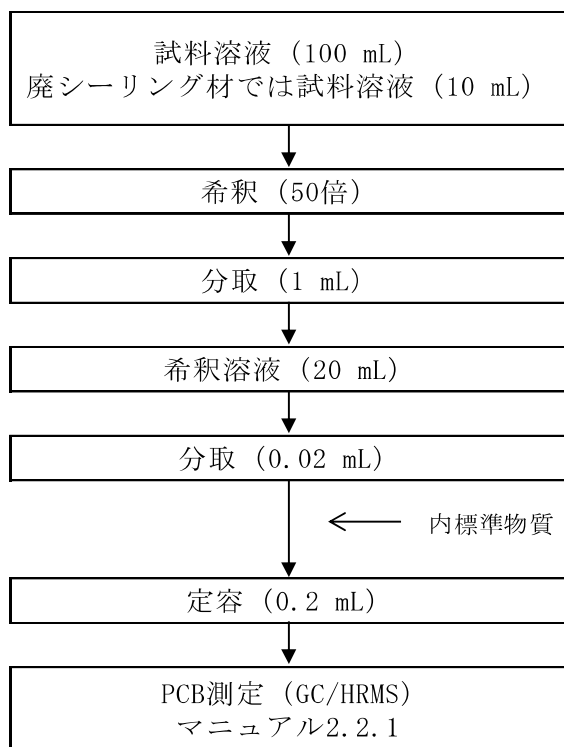 試料溶液 (100 mL)
廃シーリング材では試料溶液 (10 mL)
希釈 (50倍)
分取 (1 mL)
希釈溶液 (20 mL)
分取 (0.02 mL)
内標準物質
定容 (0.2 mL)
PCB測定 (GC/HRMS)
マニュアル2.2.1